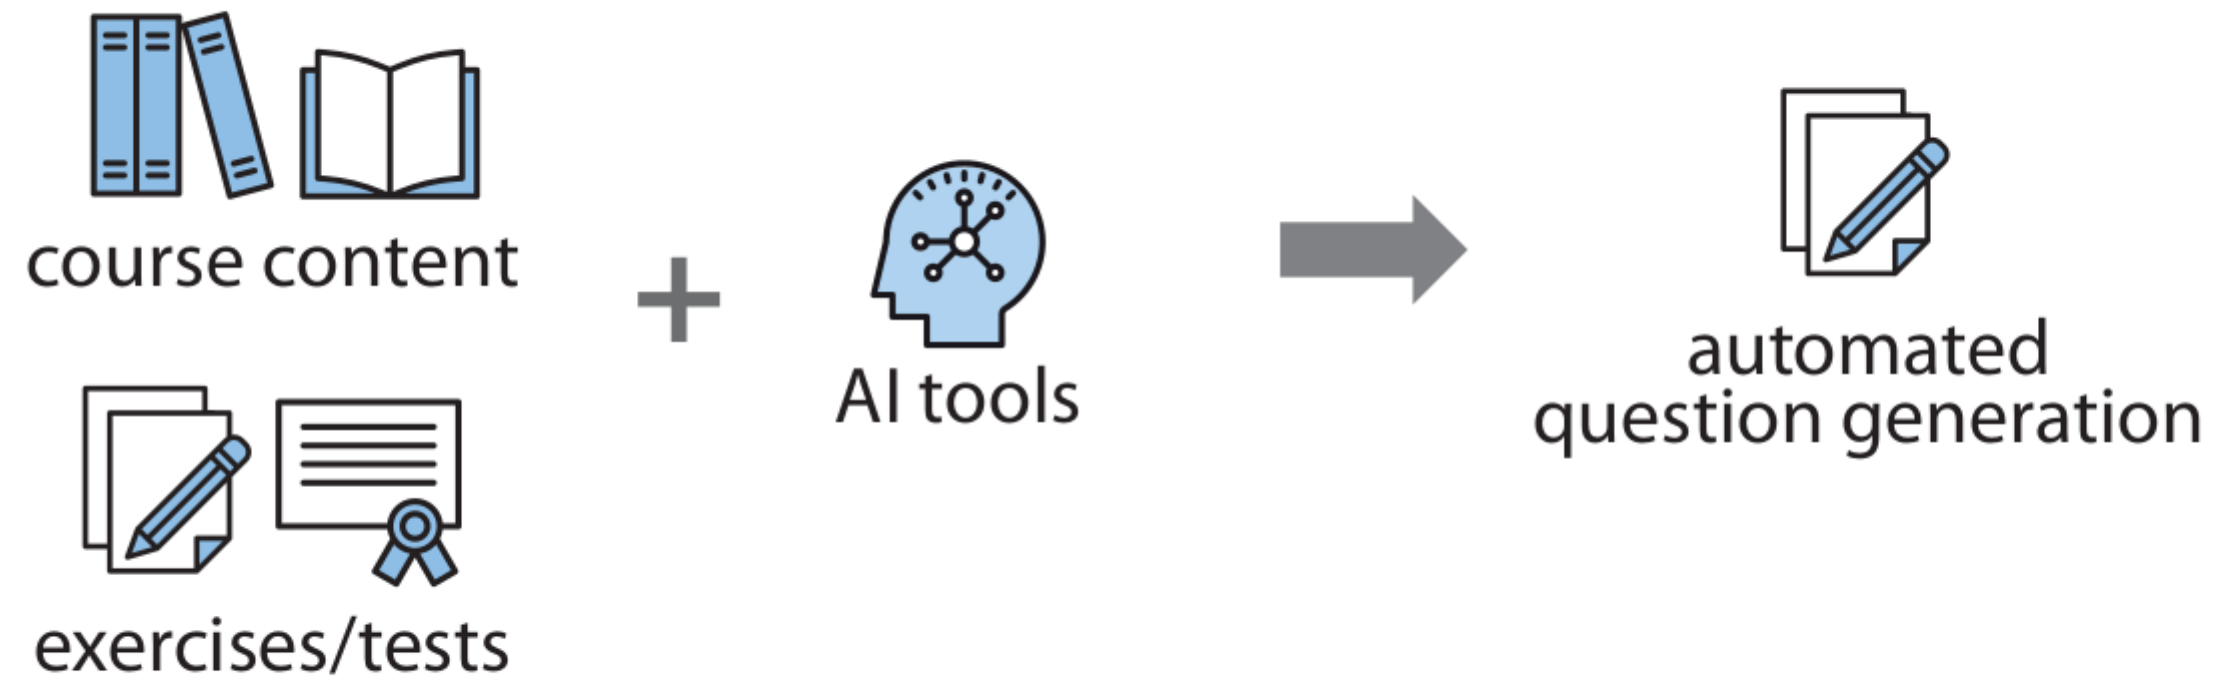 course content
exercises/tests
+
AI tools
automated
question generation